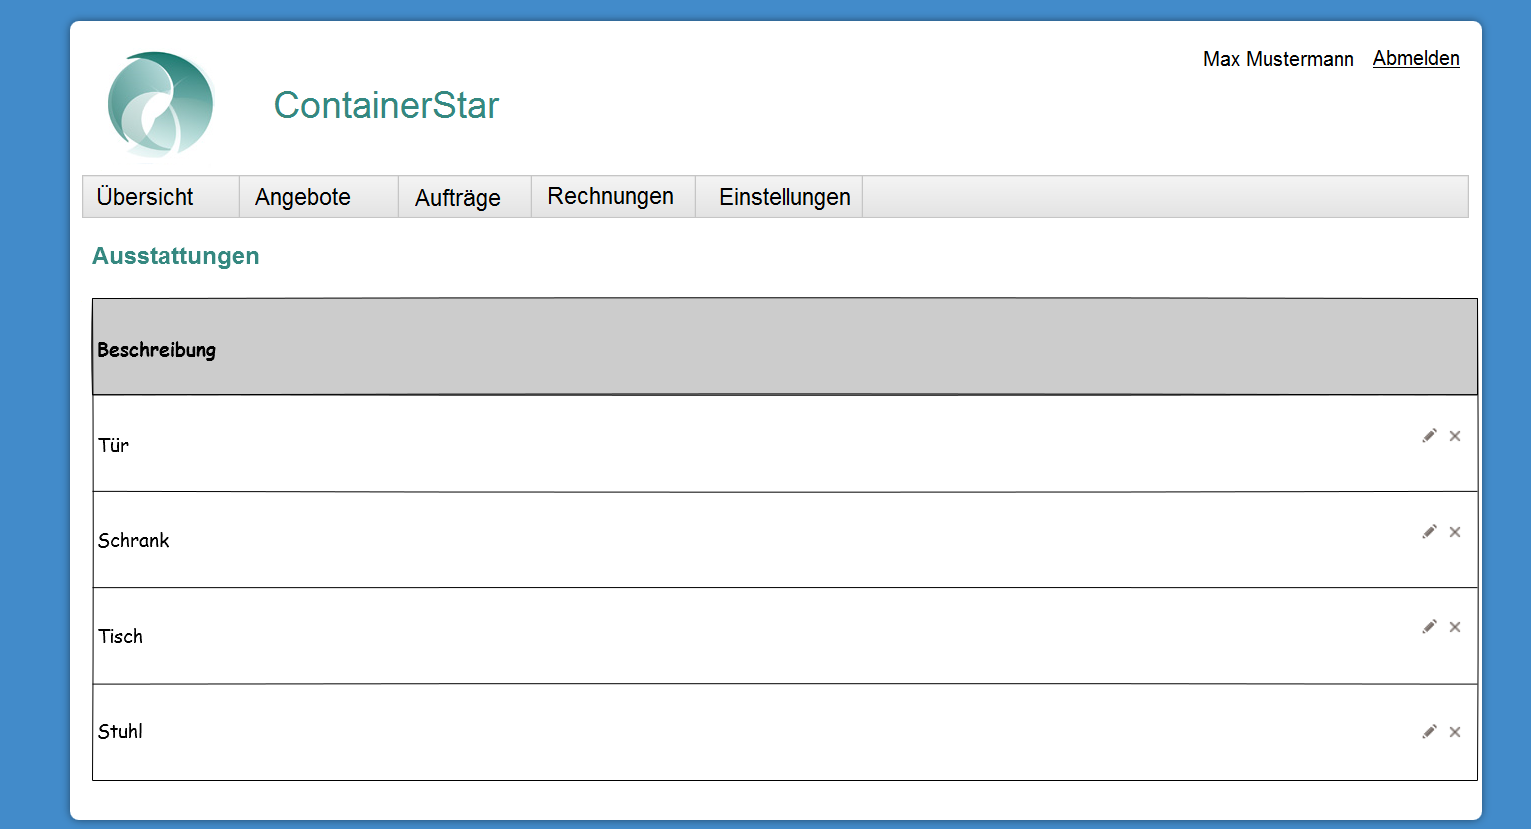 Max Mustermann Abmelden
ContainerStar
Übersicht Angebote Aufträge Rechnungen Einstellungen
Ausstattungen
Beschreibung
Tür
Schrank
Tisch
Stuhl